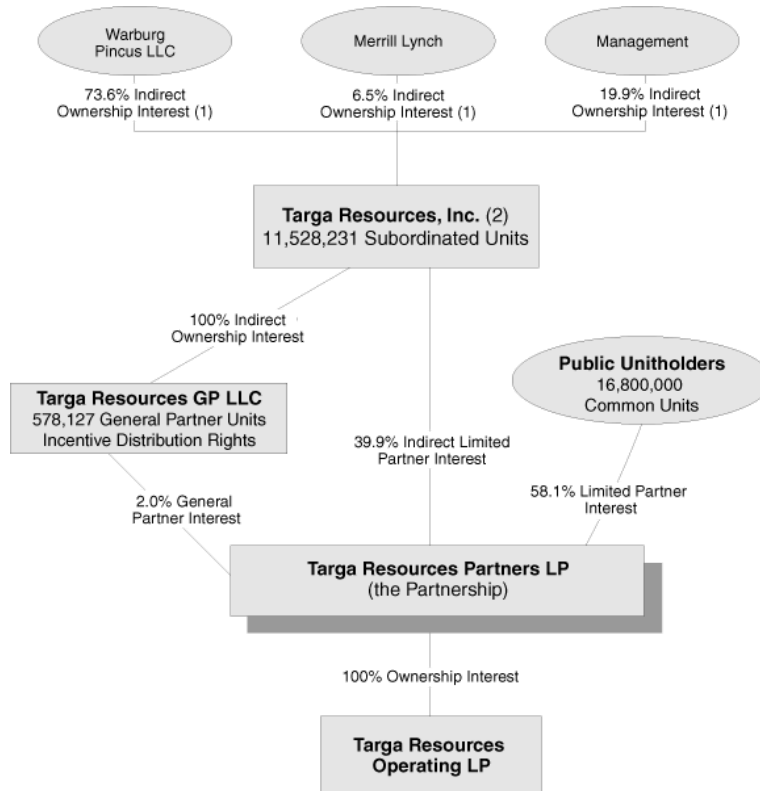 Warburg
Pincus LLC
Merrill Lynch
Management
73.6% Indirect
Ownership Interest (1)
6.5% Indirect
Ownership Interest (1)
19.9% Indirect
Ownership Interest (1)
Targa Resources, Inc. (2)
11,528,231 Subordinated Units
100% Indirect
Ownership Interest
Targa Resources GP LLC
578,127 General Partner Units
Incentive Distribution Rights
Public Unitholders
16,800,000
Common Units
39.9% Indirect Limited
Partner Interest
2.0% General
Partner Interest
58.1% Limited Partner
Interest
Targa Resources Partners LP
(the Partnership)
100% Ownership Interest
Targa Resources
Operating LP